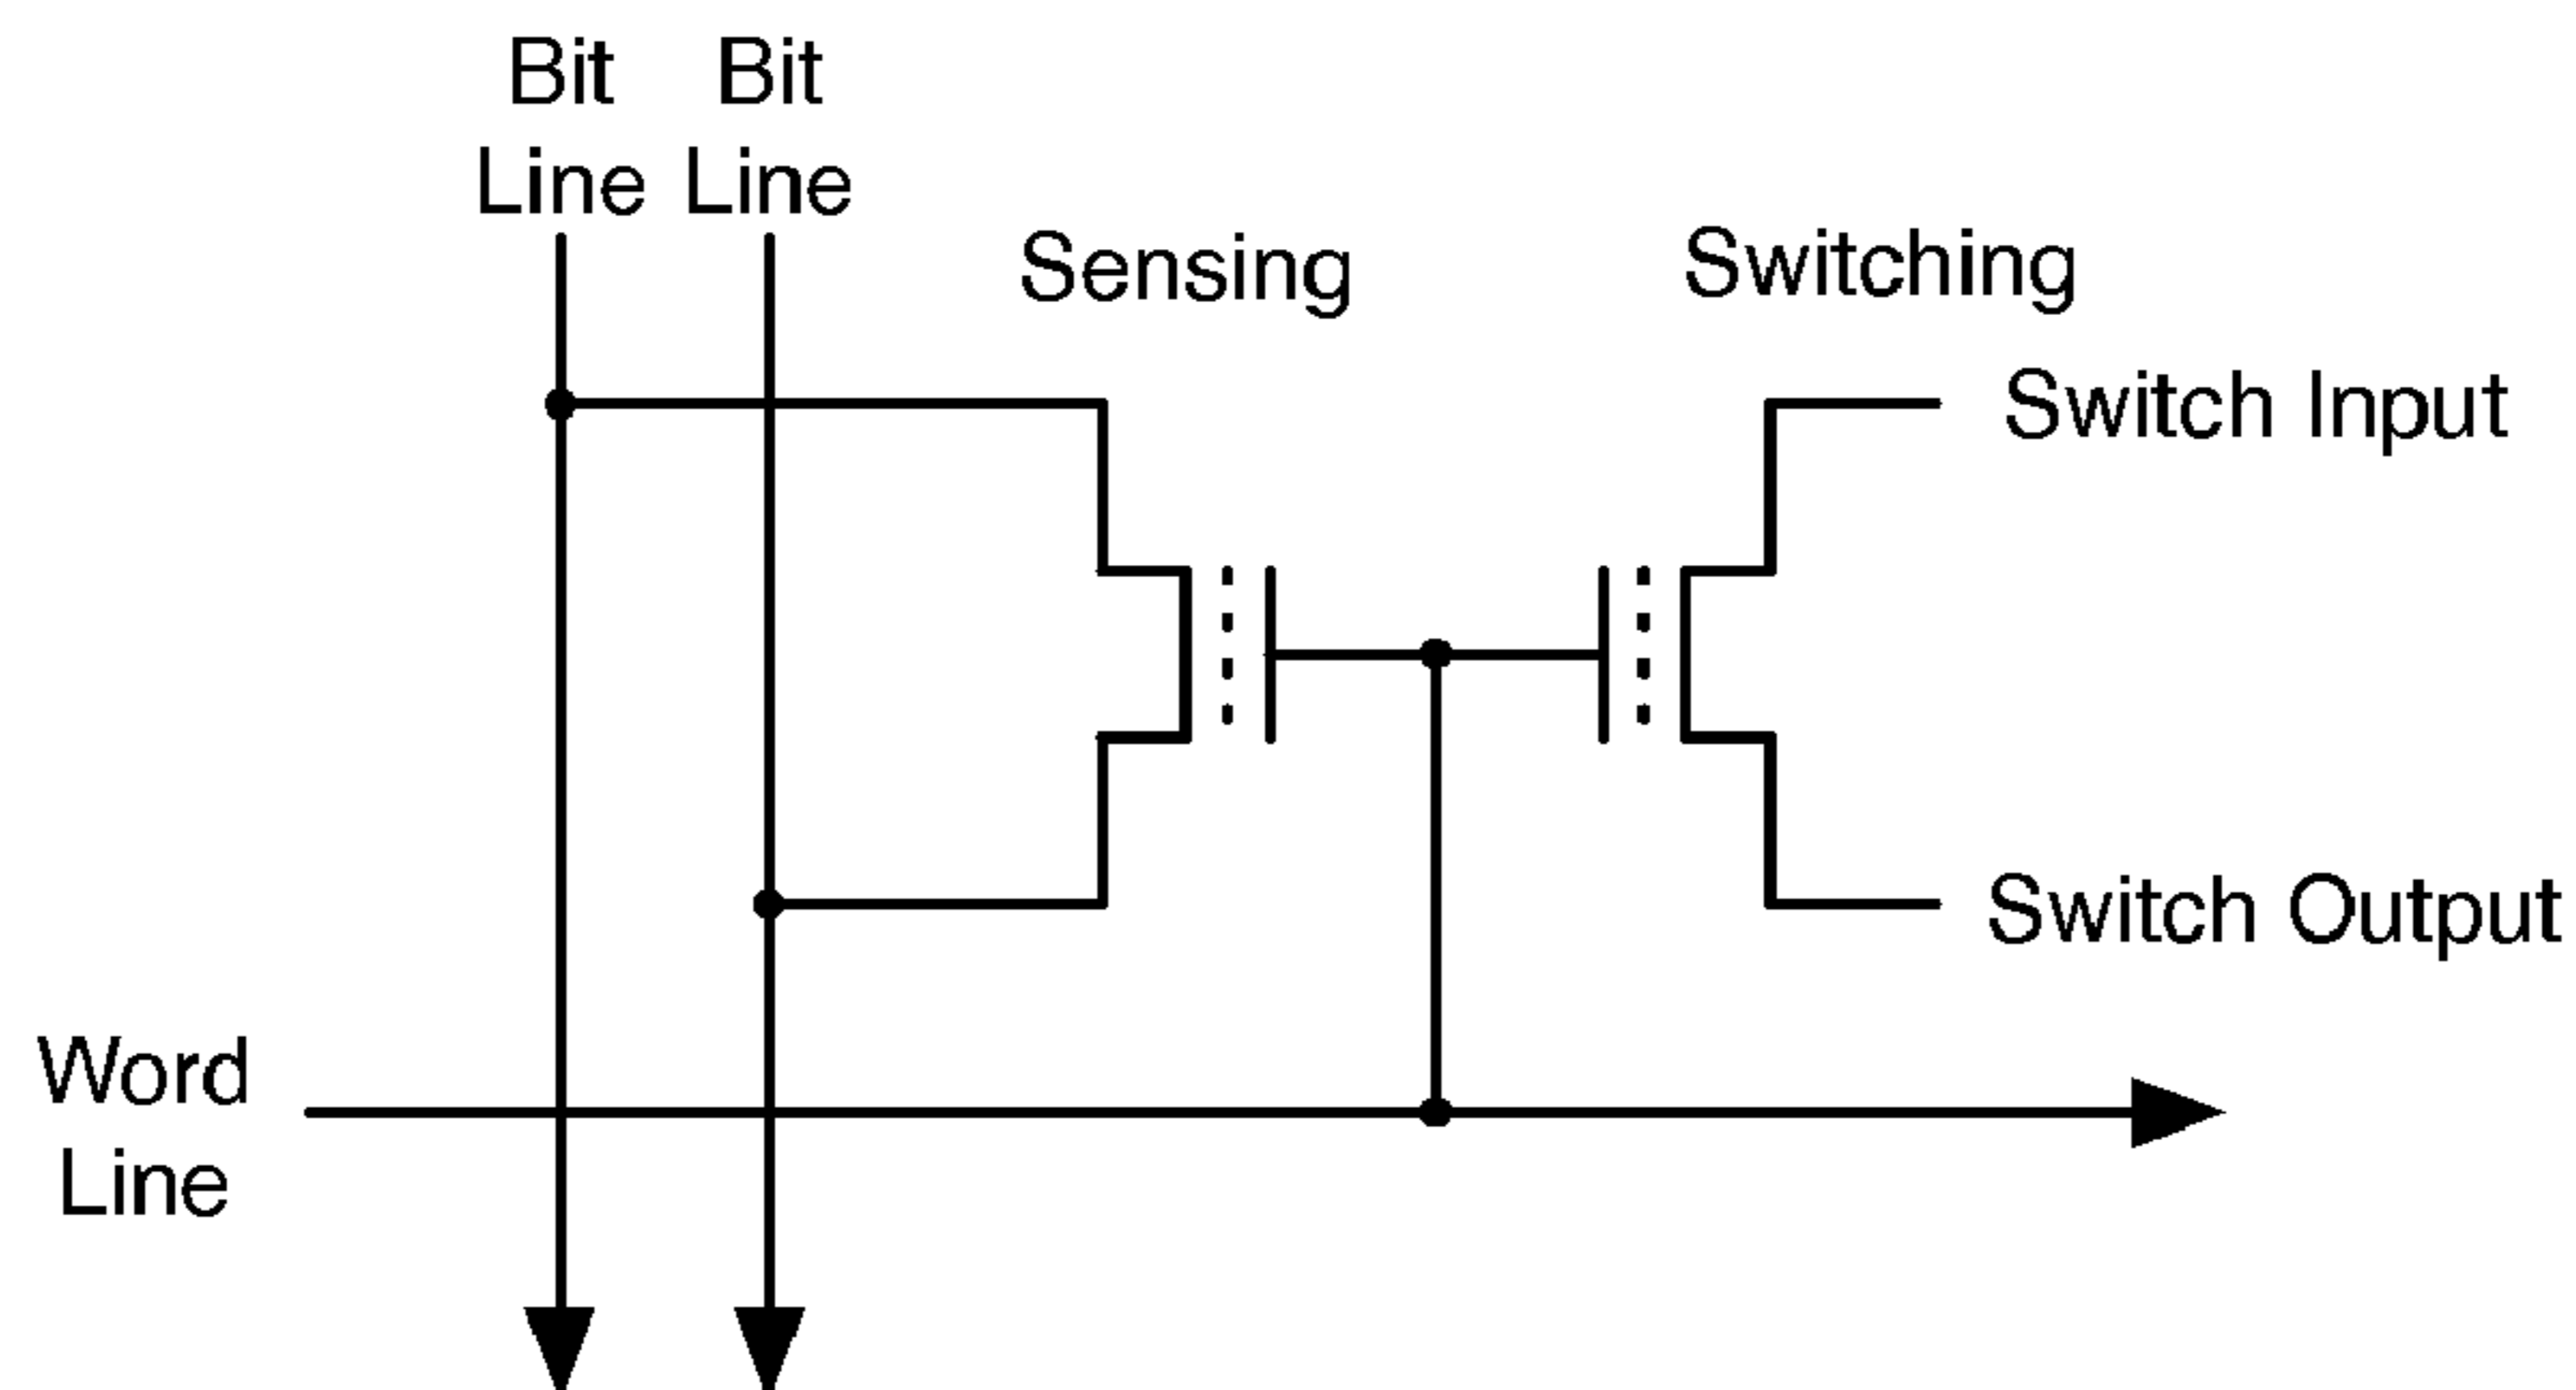 Bit
Line
Bit
Line
Sensing
Switching
Switch Input
Switch Output
Word
Line